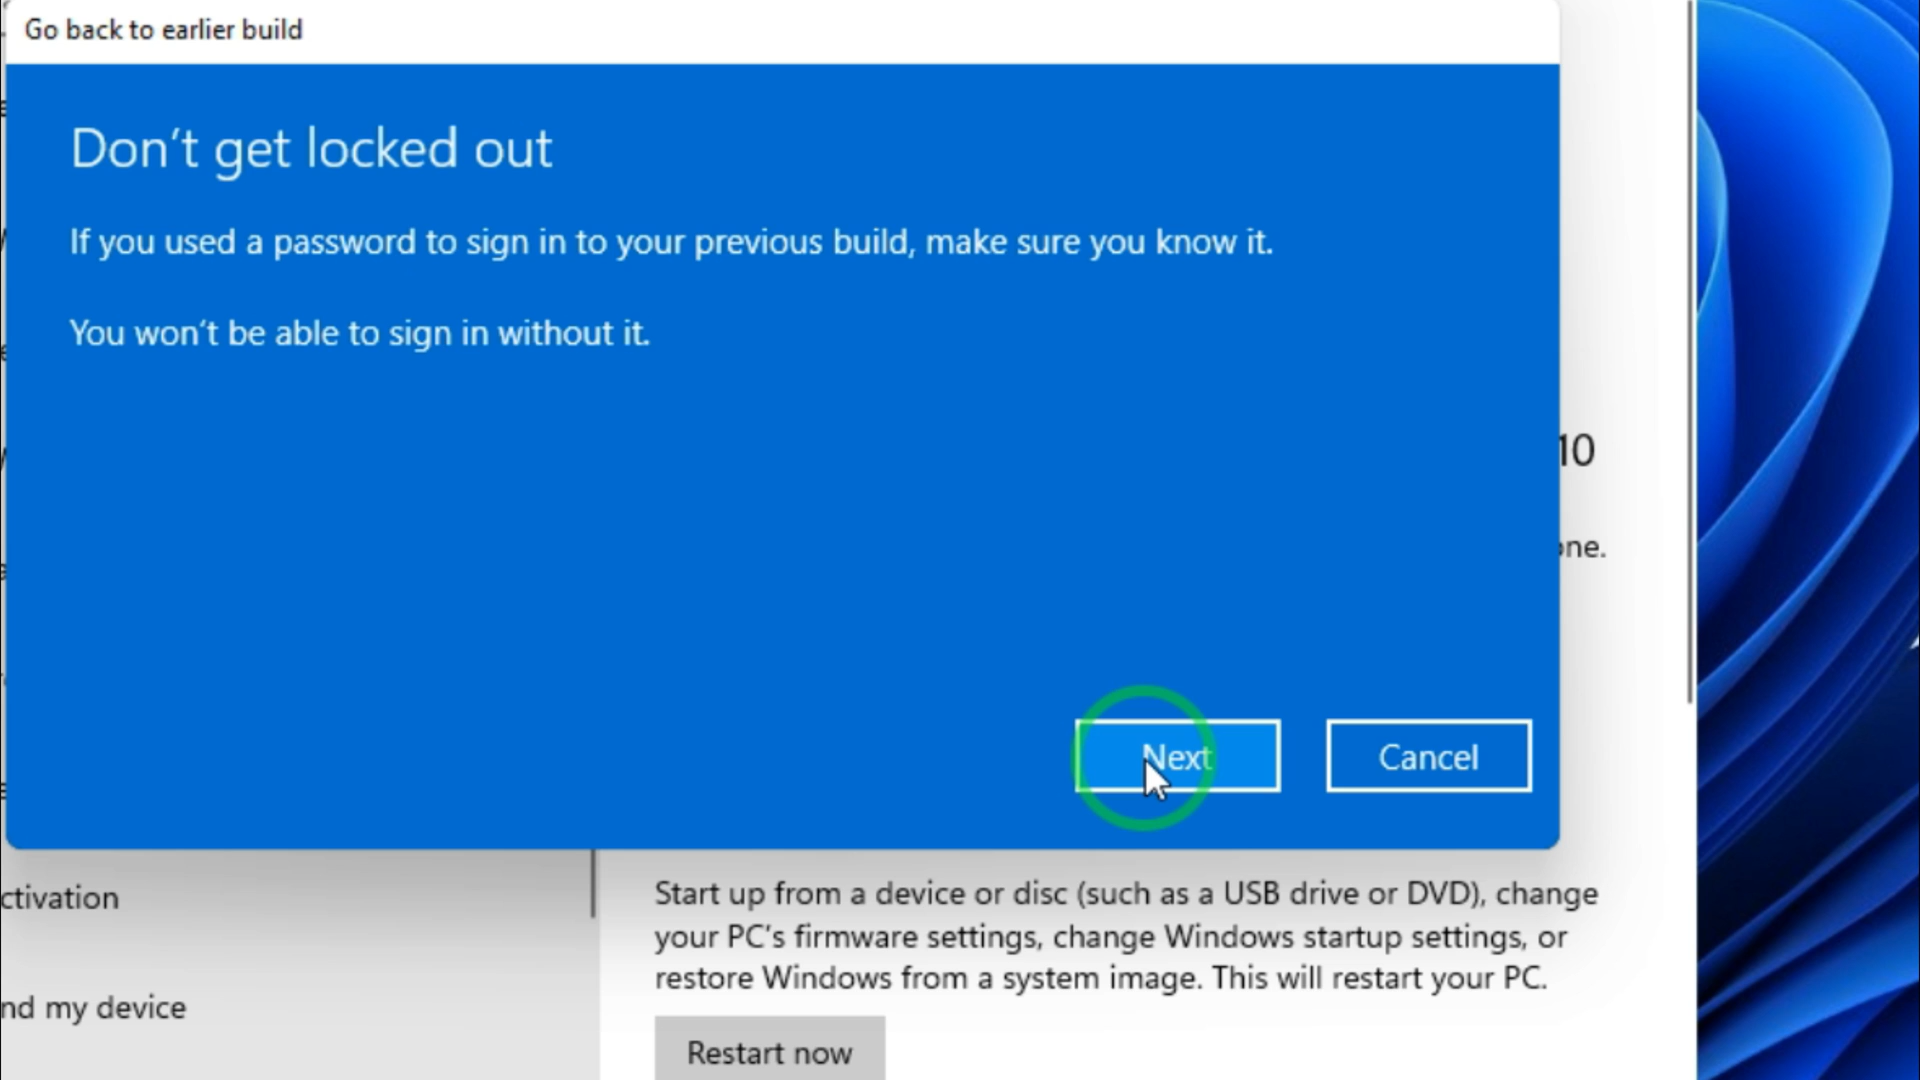 Go back to earlier build
Don't get locked out
If you used a password to sign in to your previous build, make sure you know it.
You won't be able to sign in without it.
10
one.
Next
Cancel
ctivation
Start up from a device or disc (such as a USB drive or DVD), change
your PC's firmware settings, change Windows startup settings, or
restore Windows from a system image. This will restart your PC.
nd my device
Restart now